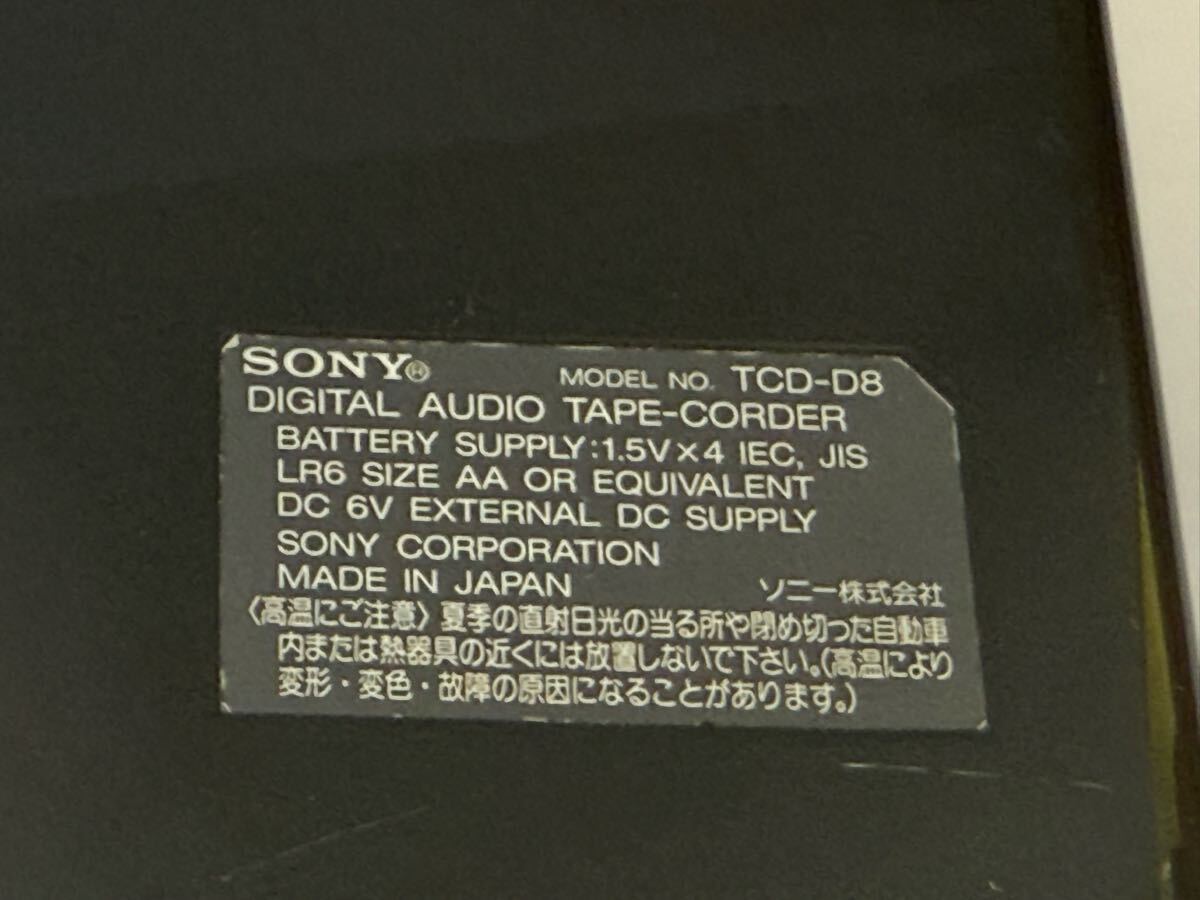 SONY® MODEL NO. TCD-D8
DIGITAL AUDIO TAPE-CORDER
BATTERY SUPPLY:1.5V×4 IEC, JIS
LR6 SIZE AA OR EQUIVALENT
DC 6V EXTERNAL DC SUPPLY
SONY CORPORATION
MADE IN JAPAN ソニー株式会社
〈高温にご注意〉夏季の直射日光の当る所や閉め切った自動車
内または熱器具の近くには放置しないで下さい。(高温により
変形・変色・故障の原因になることがあります。)